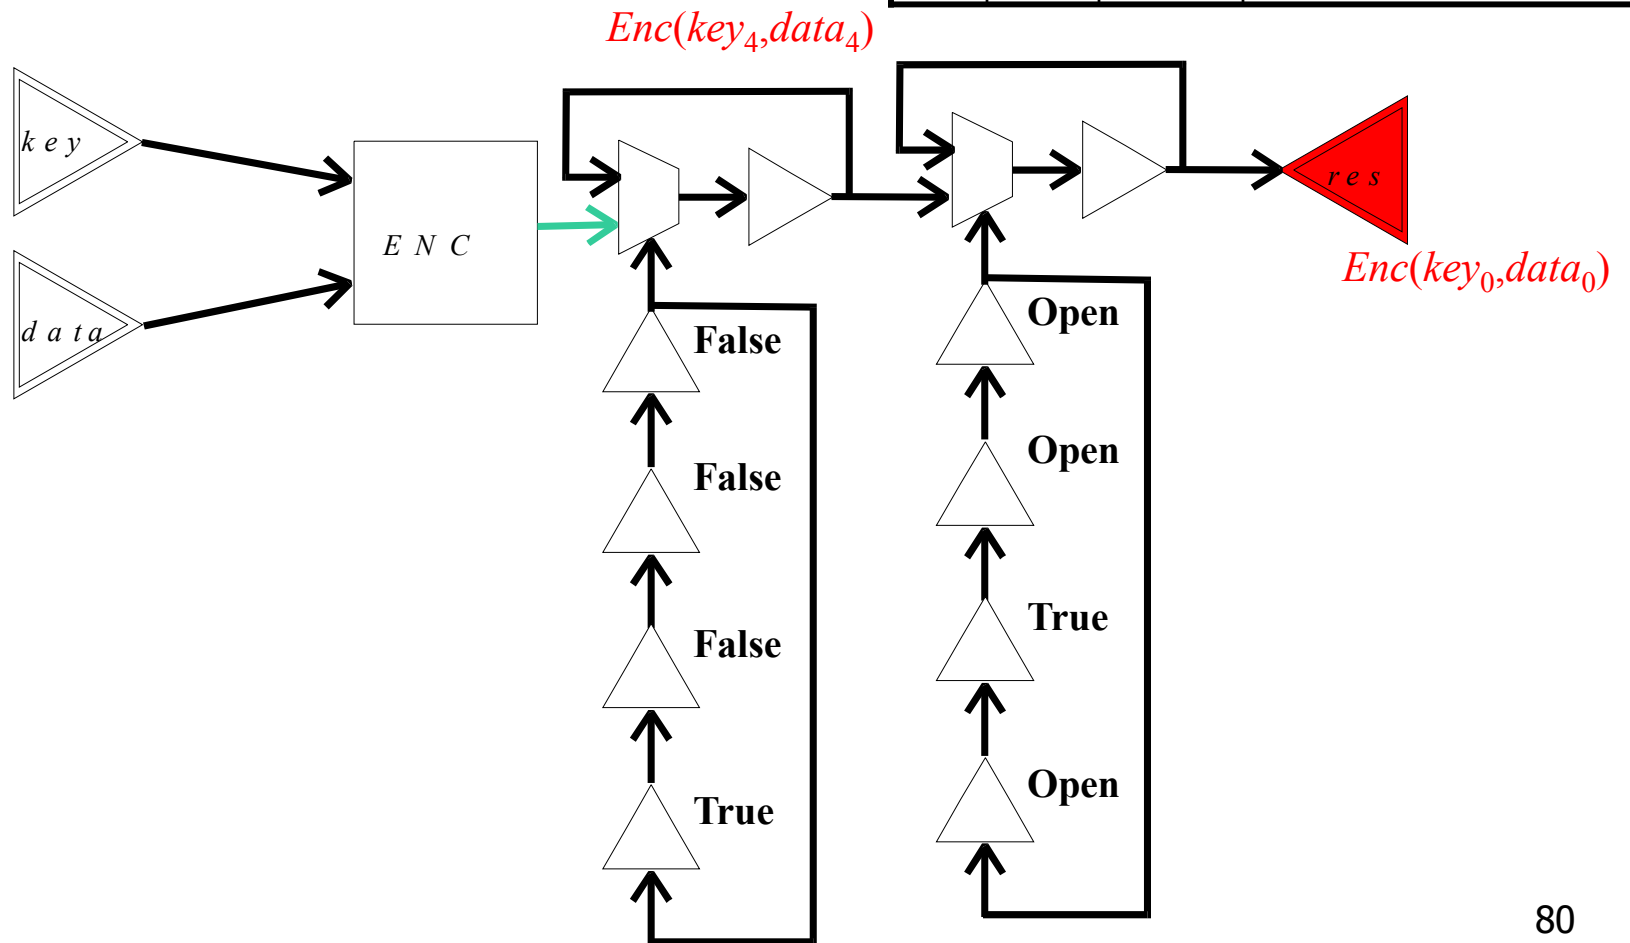 Enc(key₄,data₄)
key
ENC
data
res
Enc(key₀,data₀)
False
False
False
True
Open
Open
True
Open
80